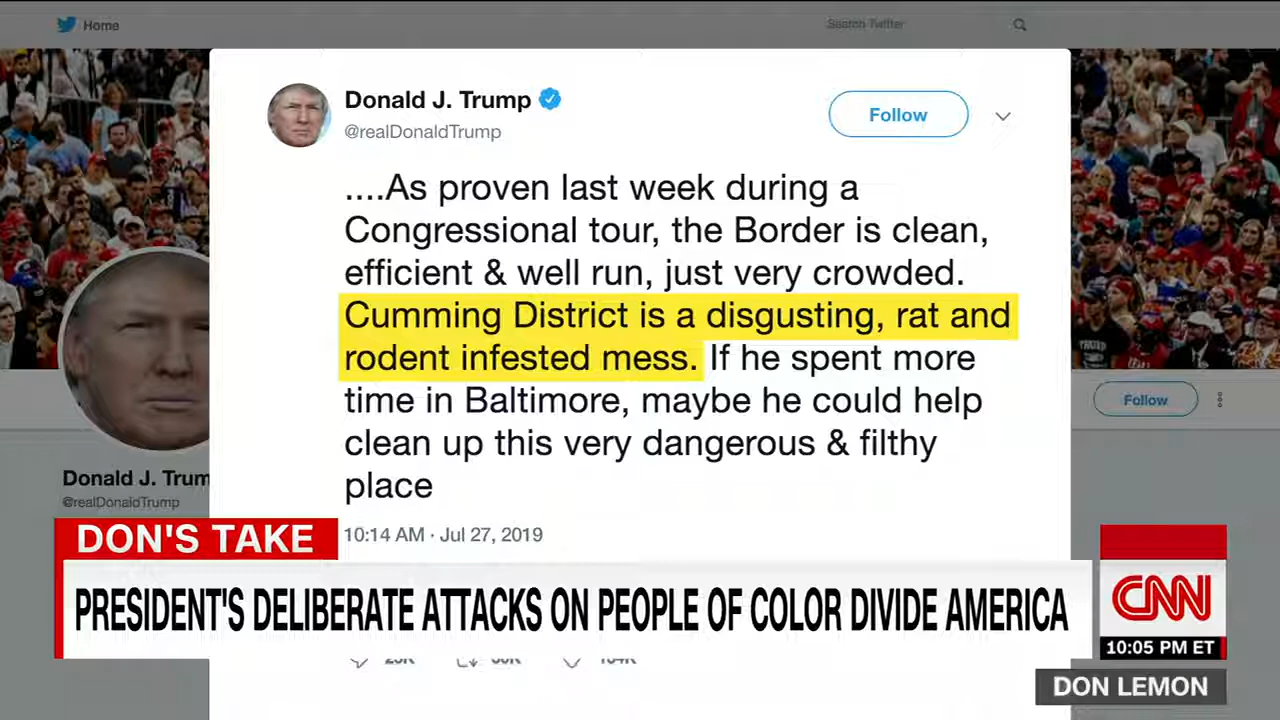 Home
Search Twitter
Donald J. Trump
@realDonaldTrump
Follow
....As proven last week during a
Congressional tour, the Border is clean,
efficient & well run, just very crowded.
Cumming District is a disgusting, rat and
rodent infested mess. If he spent more
time in Baltimore, maybe he could help
clean up this very dangerous & filthy
place
Follow
Donald J. Trum
@realDonaldTrump
10:14 AM · Jul 27, 2019
DON'S TAKE
PRESIDENT'S DELIBERATE ATTACKS ON PEOPLE OF COLOR DIVIDE AMERICA
CNN
10:05 PM ET
DON LEMON